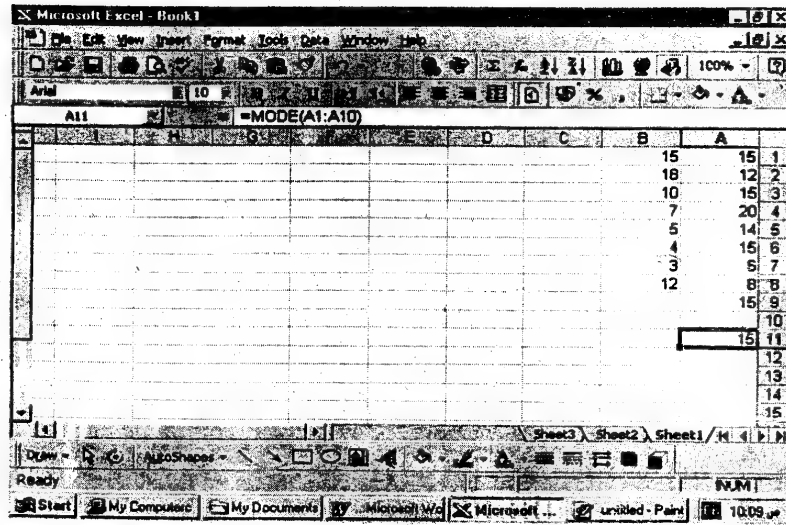 Microsoft Excel - Book1
File Edit View Insert Format Tools Data Window Help
100%
Arial 10
A11 =MODE(A1:A10)
I H G F E D C B A
15 15 1
18 12 2
10 15 3
7 20 4
5 14 5
4 15 6
3 7
12 8 8
15 9
10
15 11
12
13
14
15
Sheet3 Sheet2 Sheet1
Draw AutoShapes
Ready NUM
Start My Computer My Documents Microsoft Wo Microsoft ... untitled - Paint 10:09 ص